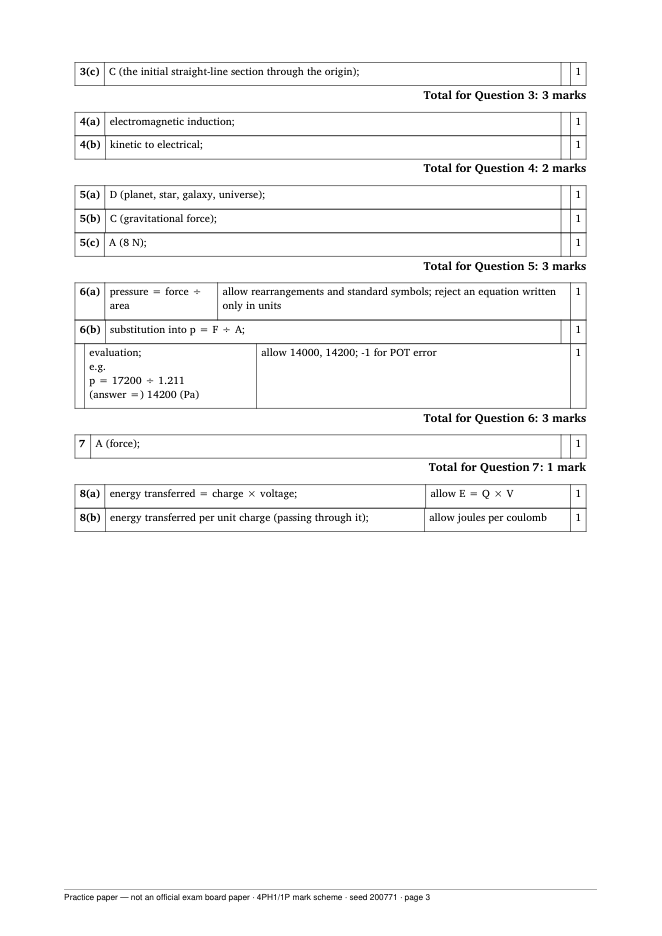 3(c) C (the initial straight-line section through the origin); 1
Total for Question 3: 3 marks
4(a) electromagnetic induction; 1
4(b) kinetic to electrical; 1
Total for Question 4: 2 marks
5(a) D (planet, star, galaxy, universe); 1
5(b) C (gravitational force); 1
5(c) A (8 N); 1
Total for Question 5: 3 marks
6(a) pressure = force ÷ allow rearrangements and standard symbols; reject an equation written 1
area only in units
6(b) substitution into p = F ÷ A; 1
evaluation; allow 14000, 14200; -1 for POT error 1
e.g.
p = 17200 ÷ 1.211
(answer =) 14200 (Pa)
Total for Question 6: 3 marks
7 A (force); 1
Total for Question 7: 1 mark
8(a) energy transferred = charge × voltage; allow E = Q × V 1
8(b) energy transferred per unit charge (passing through it); allow joules per coulomb 1
Practice paper — not an official exam board paper · 4PH1/1P mark scheme · seed 200771 · page 3